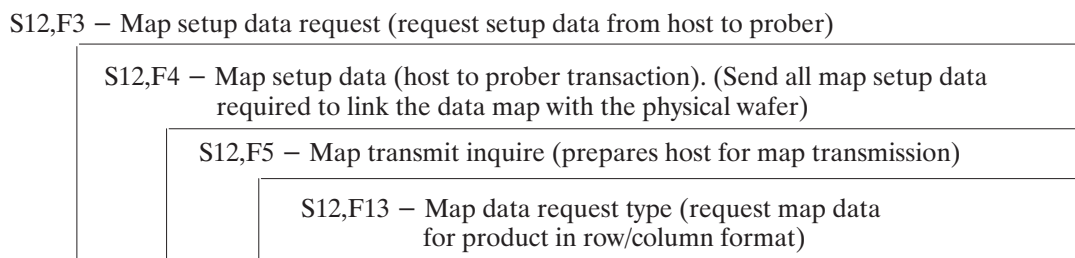 S12,F3 − Map setup data request (request setup data from host to prober)
S12,F4 − Map setup data (host to prober transaction). (Send all map setup data
required to link the data map with the physical wafer)
S12,F5 − Map transmit inquire (prepares host for map transmission)
S12,F13 − Map data request type (request map data
for product in row/column format)